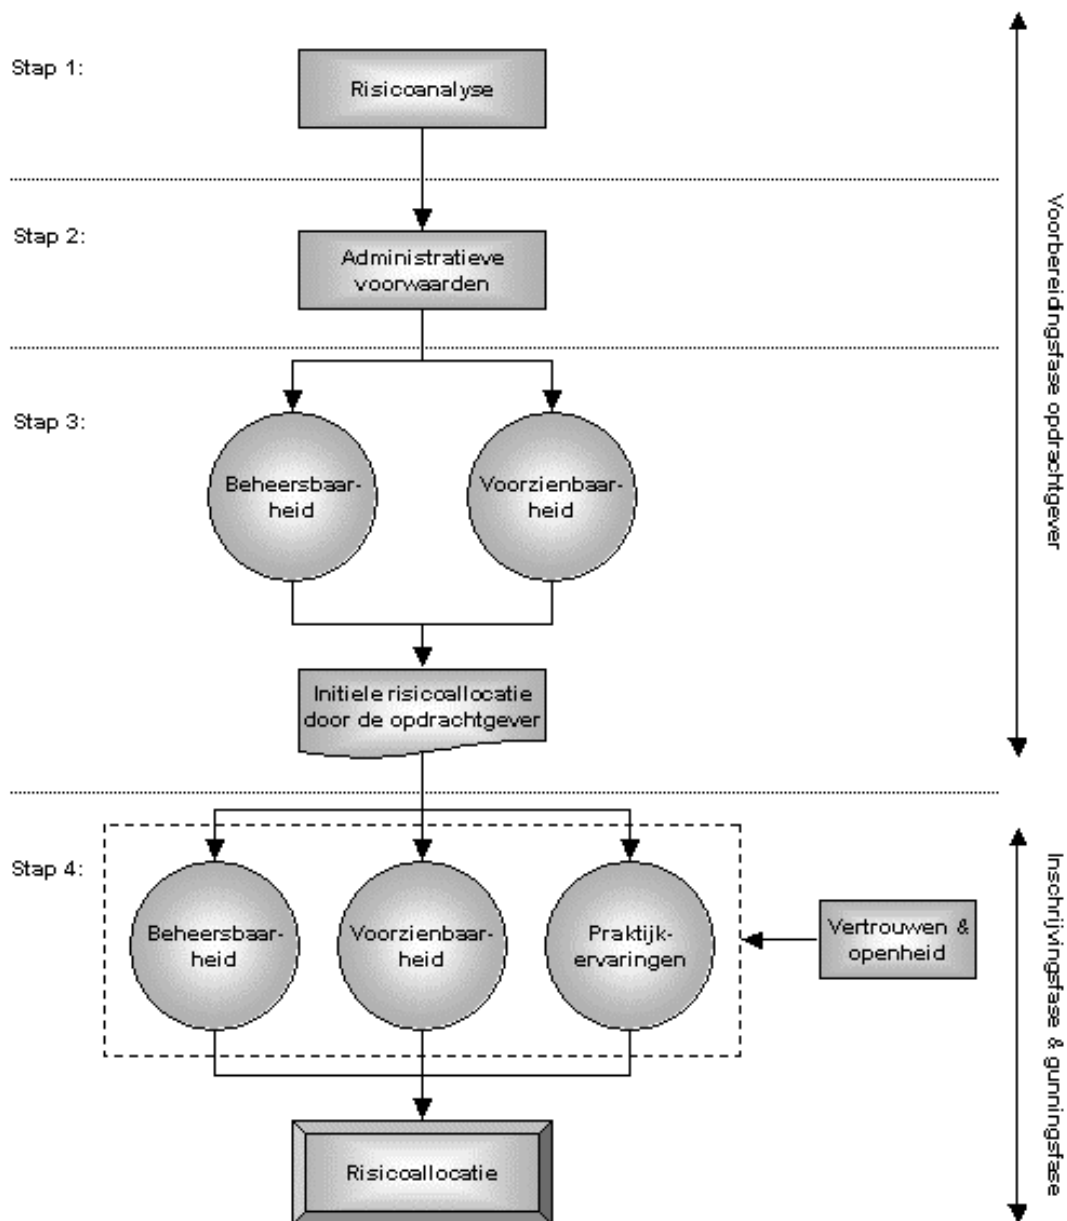 Stap 1:
Risicoanalyse
Stap 2:
Administratieve
voorwaarden
Stap 3:
Beheersbaar-
heid
Voorzienbaar-
heid
Initiele risicoallocatie
door de opdrachtgever
Voorbereidingsfase opdrachtgever
Stap 4:
Beheersbaar-
heid
Voorzienbaar-
heid
Praktijk-
ervaringen
Vertrouwen &
openheid
Risicoallocatie
Inschrijvingsfase & gunningsfase